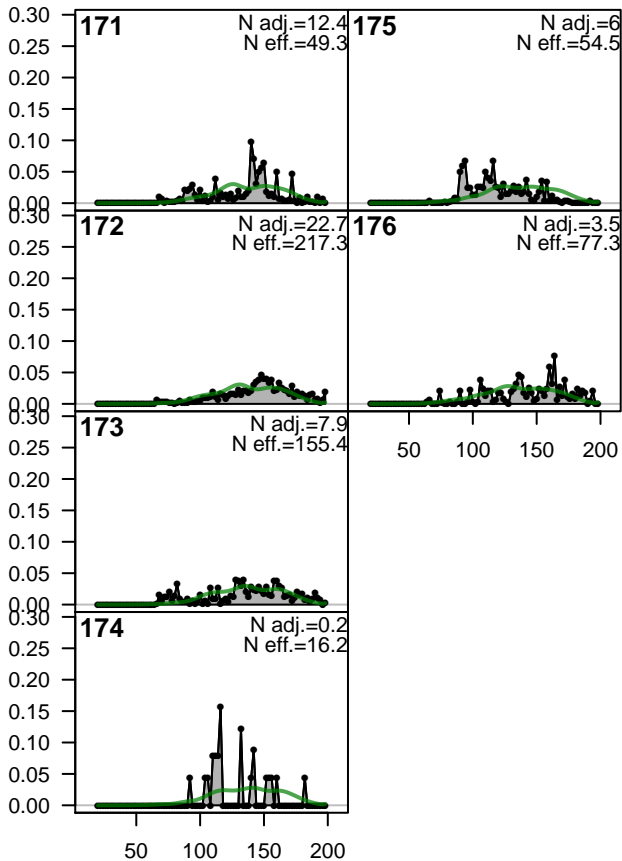 0.30
0.25
0.20
0.15
0.10
0.05
0.00
171
N adj.=12.4
N eff.=49.3
175
N adj.=6
N eff.=54.5
0.30
0.25
0.20
0.15
0.10
0.05
0.00
172
N adj.=22.7
N eff.=217.3
176
N adj.=3.5
N eff.=77.3
50 100 150 200
0.30
0.25
0.20
0.15
0.10
0.05
0.00
173
N adj.=7.9
N eff.=155.4
0.30
0.25
0.20
0.15
0.10
0.05
0.00
174
N adj.=0.2
N eff.=16.2
50 100 150 200